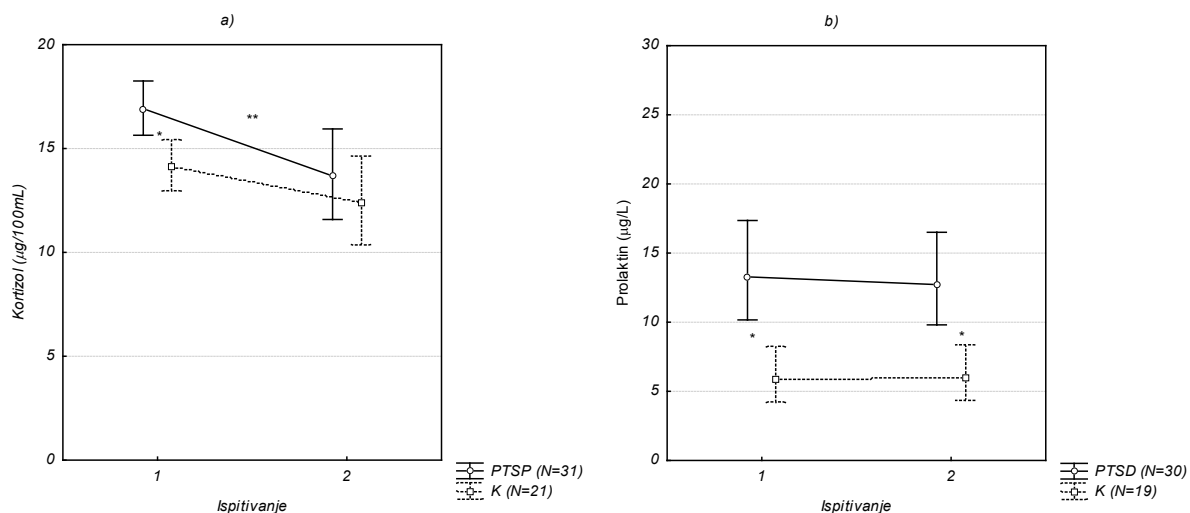 a)
20
15
10
5
0
Kortizol (µg/100mL)
*
**
1
2
Ispitivanje
PTSP (N=31)
K (N=21)
b)
30
25
20
15
10
5
0
Prolaktin (µg/L)
*
*
1
2
Ispitivanje
PTSD (N=30)
K (N=19)